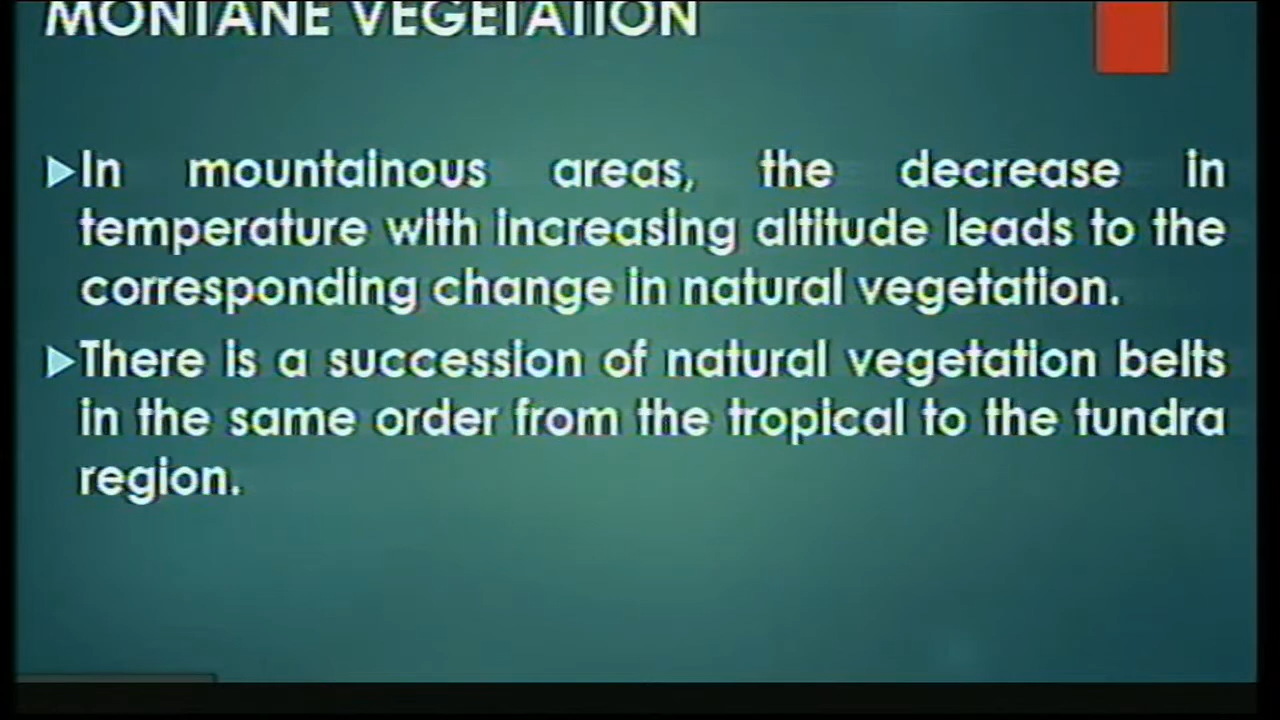 MONTANE VEGETATION
In mountainous areas, the decrease in
temperature with increasing altitude leads to the
corresponding change in natural vegetation.
There is a succession of natural vegetation belts
in the same order from the tropical to the tundra
region.